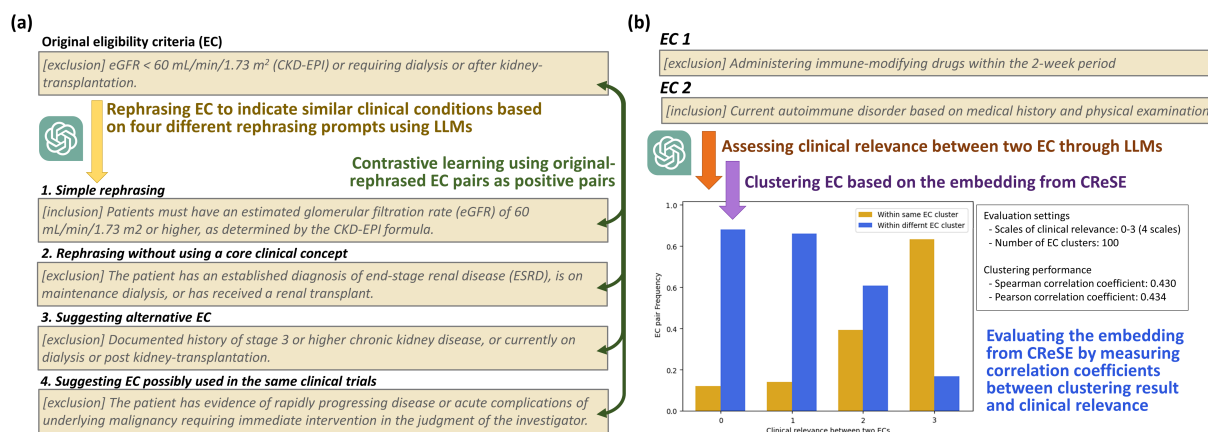 (a)
Original eligibility criteria (EC)
[exclusion] eGFR < 60 mL/min/1.73 m² (CKD-EPI) or requiring dialysis or after kidney-
transplantation.
Rephrasing EC to indicate similar clinical conditions based
on four different rephrasing prompts using LLMs
Contrastive learning using original-
rephrased EC pairs as positive pairs
1. Simple rephrasing
[inclusion] Patients must have an estimated glomerular filtration rate (eGFR) of 60
mL/min/1.73 m2 or higher, as determined by the CKD-EPI formula.
2. Rephrasing without using a core clinical concept
[exclusion] The patient has an established diagnosis of end-stage renal disease (ESRD), is on
maintenance dialysis, or has received a renal transplant.
3. Suggesting alternative EC
[exclusion] Documented history of stage 3 or higher chronic kidney disease, or currently on
dialysis or post kidney-transplantation.
4. Suggesting EC possibly used in the same clinical trials
[exclusion] The patient has evidence of rapidly progressing disease or acute complications of
underlying malignancy requiring immediate intervention in the judgment of the investigator.
(b)
EC 1
[exclusion] Administering immune-modifying drugs within the 2-week period
EC 2
[inclusion] Current autoimmune disorder based on medical history and physical examination
Assessing clinical relevance between two EC through LLMs
Clustering EC based on the embedding from CReSE
1.0
0.8
0.6
0.4
0.2
0.0
EC pair Frequency
Within same EC cluster
Within differnt EC cluster
0 1 2 3
Clinical relevance between two ECs
Evaluation settings
- Scales of clinical relevance: 0-3 (4 scales)
- Number of EC clusters: 100
Clustering performance
- Spearman correlation coefficient: 0.430
- Pearson correlation coefficient: 0.434
Evaluating the embedding
from CReSE by measuring
correlation coefficients
between clustering result
and clinical relevance